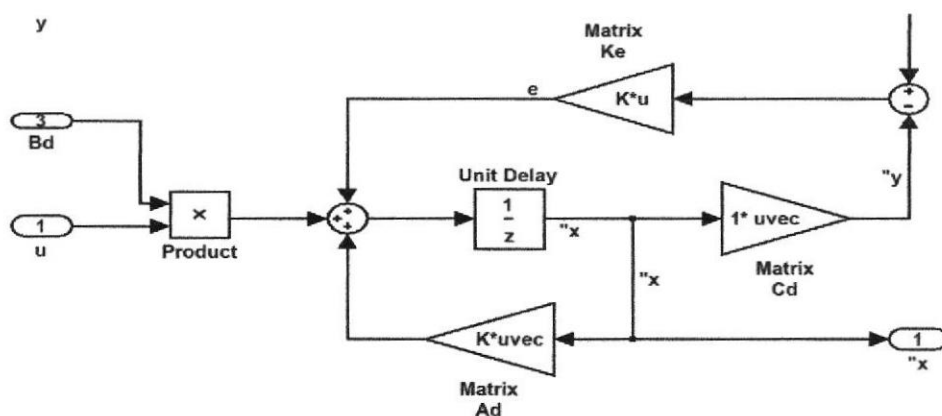 y
Matrix
Ke
e
K*u
+
-
3
Bd
Unit Delay
"y
×
+
+
+
1
z
"x
1* uvec
1
u
Product
Matrix
Cd
"x
K*uvec
1
"x
Matrix
Ad